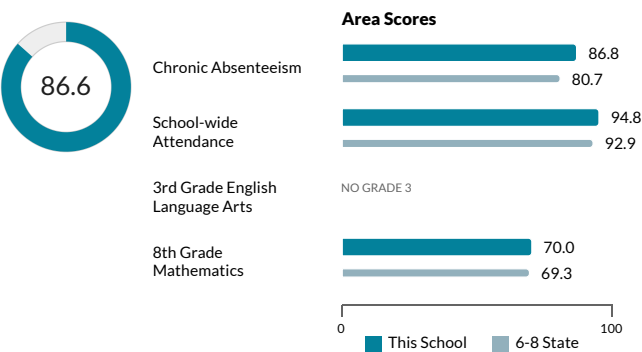 Area Scores
86.6
Chronic Absenteeism
86.8
80.7
School-wide
Attendance
94.8
92.9
3rd Grade English
Language Arts
NO GRADE 3
8th Grade
Mathematics
70.0
69.3
0
100
This School
6-8 State